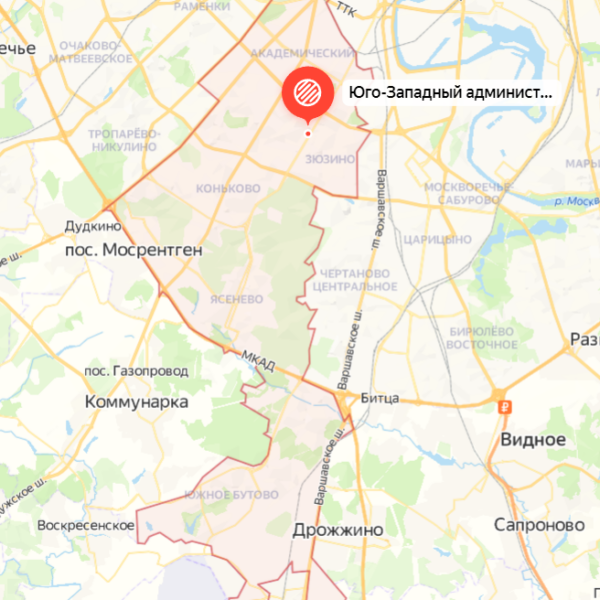 РАМЕНКИ
ТТК
ечье
ОЧАКОВО-
МАТВЕЕВСКОЕ
АКАДЕМИЧЕСКИЙ
Юго-Западный админист...
ТРОПАРЁВО-
НИКУЛИНО
ЗЮЗИНО
МАРЬ
КОНЬКОВО
МОСКВОРЕЧЬЕ-
САБУРОВО
р. Москв
Варшавское ш.
Дудкино
пос. Мосрентген
ЦАРИЦЫНО
е ш.
ЧЕРТАНОВО
ЦЕНТРАЛЬНОЕ
ЯСЕНЕВО
БИРЮЛЁВО
ВОСТОЧНОЕ
Раз
Варшавское ш.
МКАД
пос. Газопровод
Коммунарка
Битца
Видное
Варшавское ш.
ужское ш.
ЮЖНОЕ БУТОВО
Воскресенское
Дрожжино
Сапроново